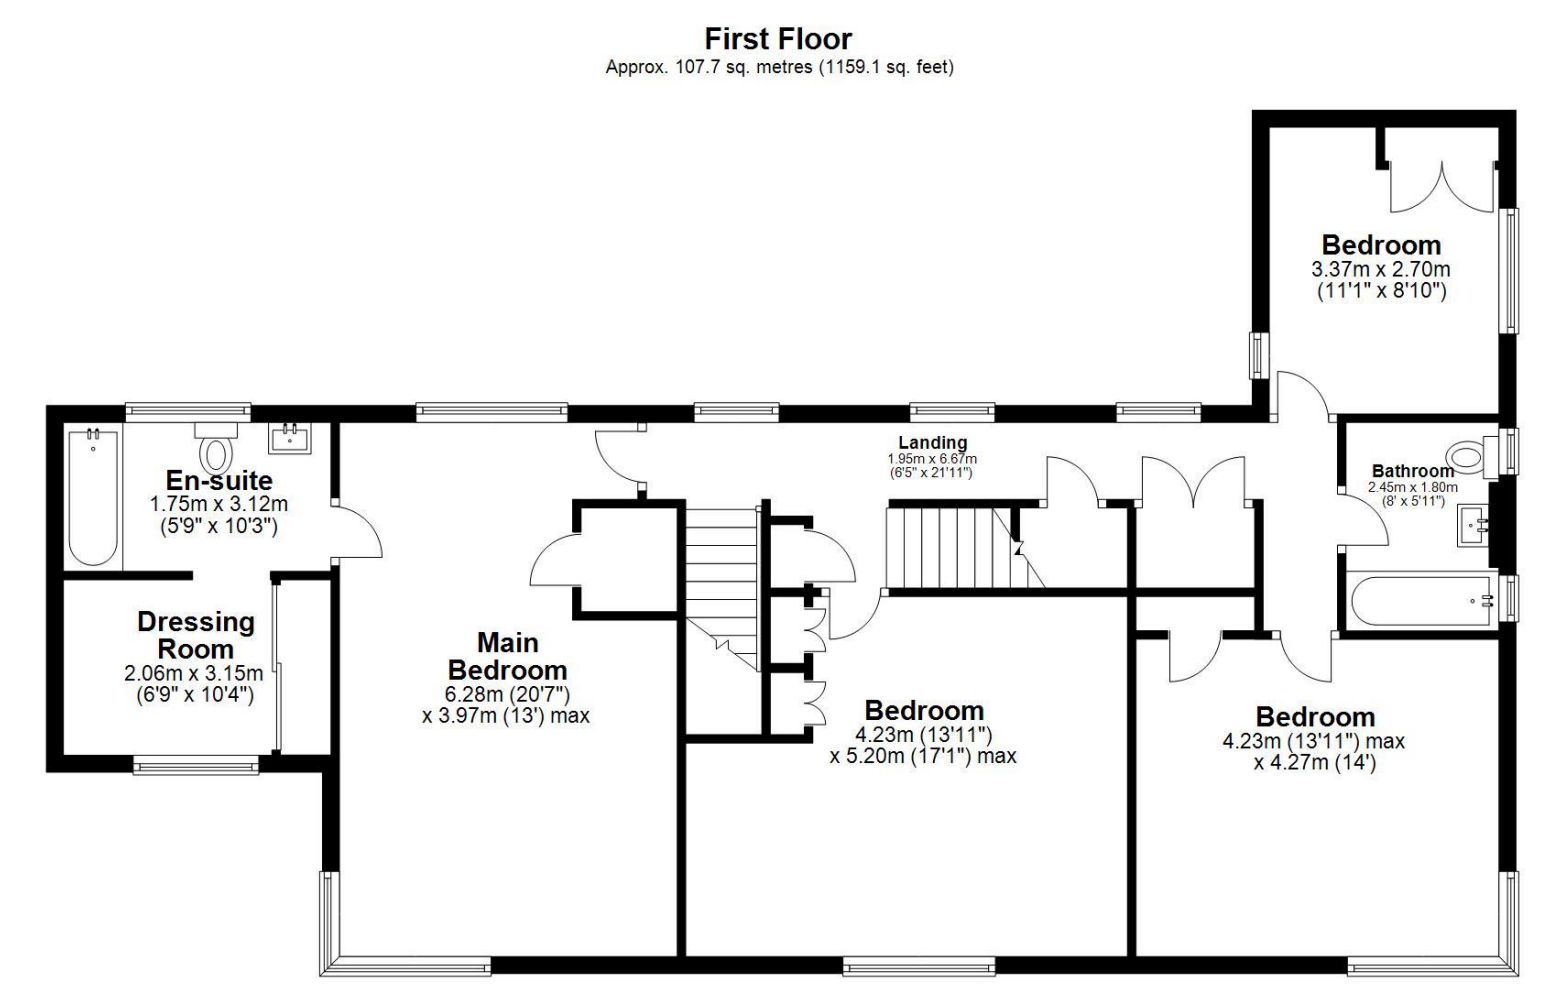 First Floor
Approx. 107.7 sq. metres (1159.1 sq. feet)
Bedroom
3.37m x 2.70m
(11'1" x 8'10")
Landing
1.95m x 6.67m
(6'5" x 21'11")
Bathroom
2.45m x 1.80m
(8' x 5'11")
En-suite
1.75m x 3.12m
(5'9" x 10'3")
Dressing
Room
2.06m x 3.15m
(6'9" x 10'4")
Main
Bedroom
6.28m (20'7")
x 3.97m (13') max
Bedroom
4.23m (13'11")
x 5.20m (17'1") max
Bedroom
4.23m (13'11") max
x 4.27m (14')